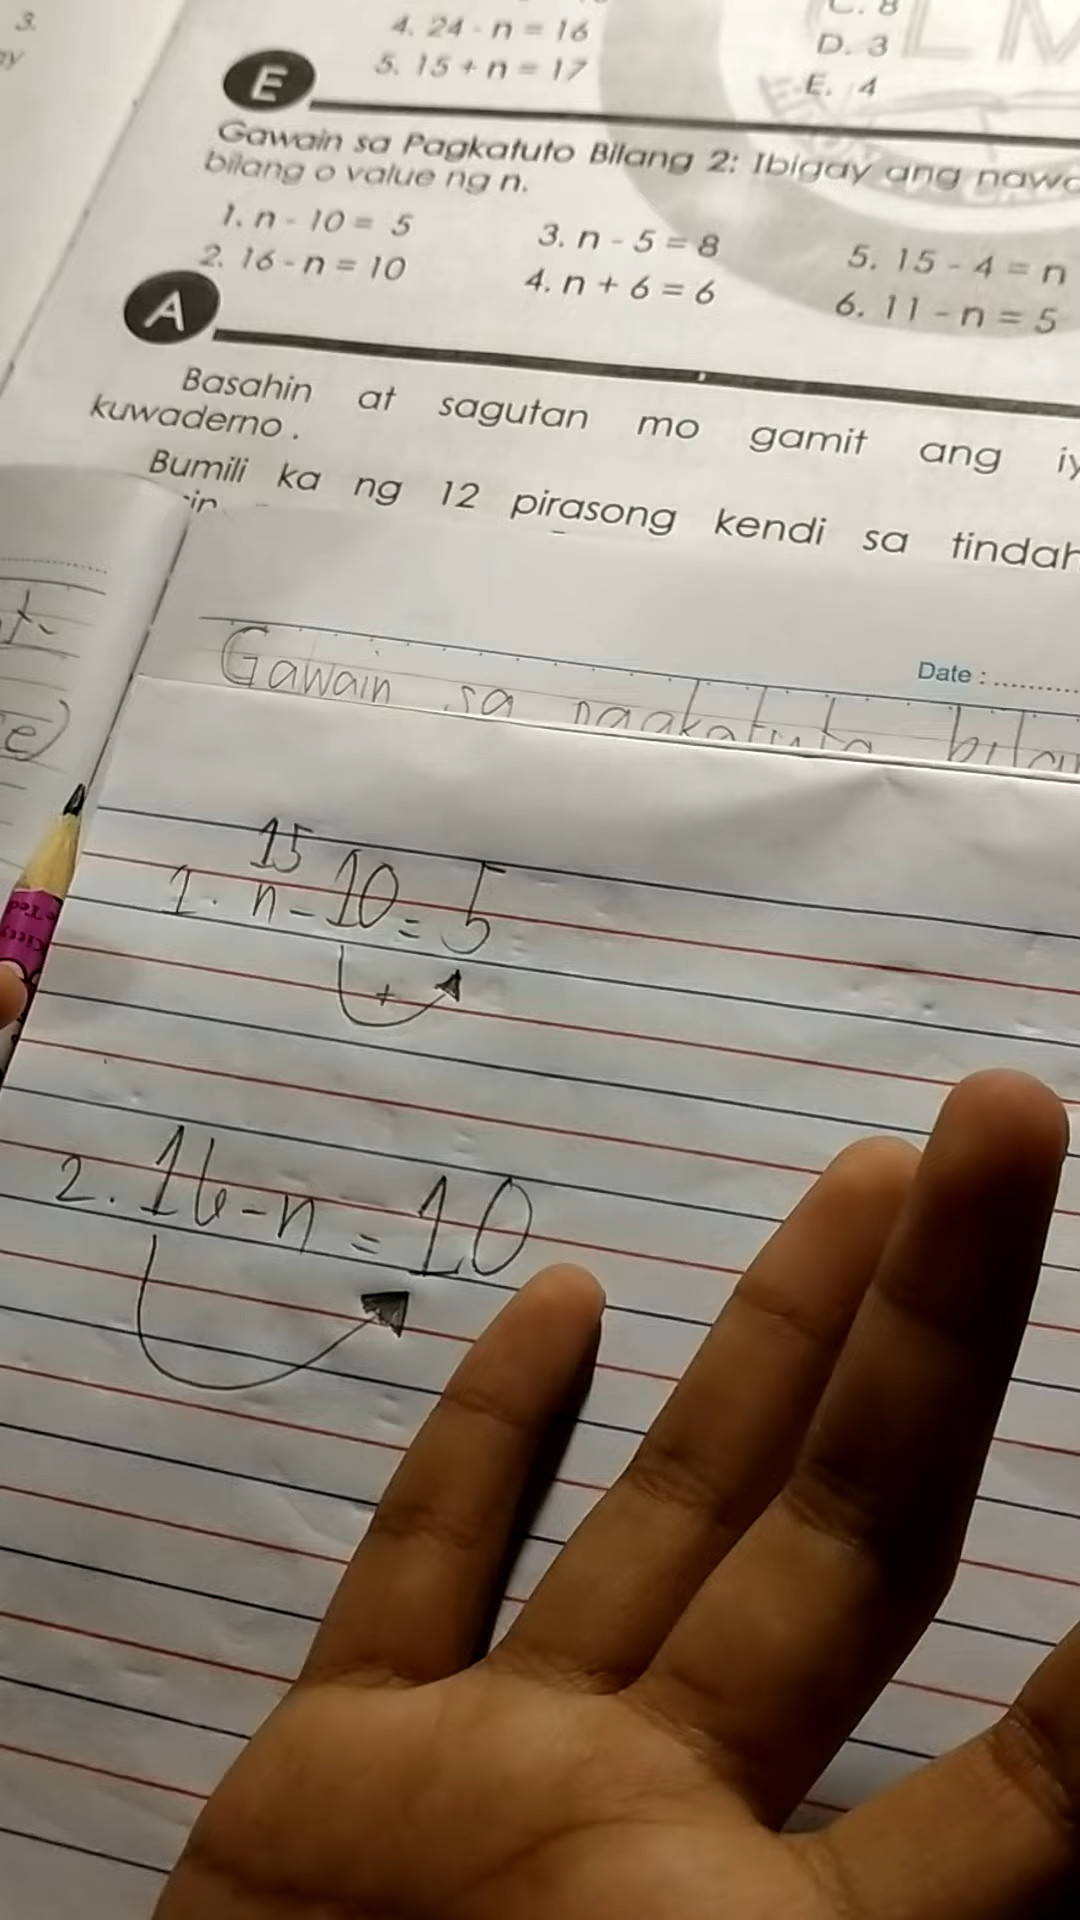 3.
4. 24 - n = 16
5. 15 + n = 17
C. 8
D. 3
E. 4
E
Gawain sa Pagkatuto Bilang 2: Ibigay ang
bilang o value ng n.
1. n - 10 = 5
2. 16 - n = 10
3. n - 5 = 8
4. n + 6 = 6
5. 15 - 4 = n
6. 11 - n = 5
A
Basahin at sagutan mo gamit ang
kuwaderno.
Bumili ka ng 12 pirasong kendi sa
Date :
Gawain sa pagkatuto
15
1. n - 10 = 5
+
2. 16 - n = 10